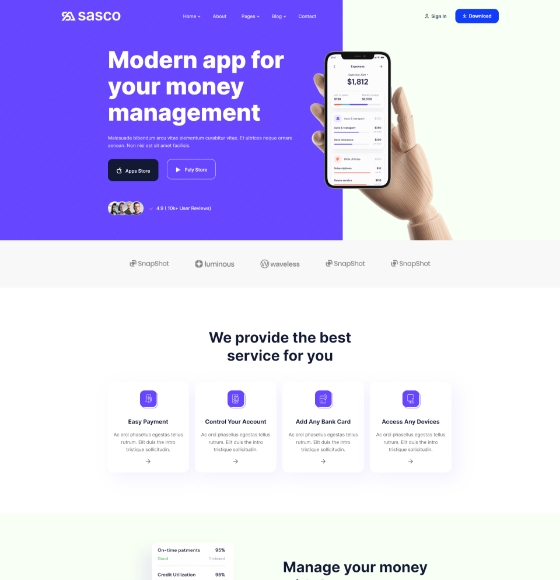 sasco
Home
About
Pages
Blog
Contact
Sign in
Download
Modern app for
your money
management
Malesuada bibendum arcu vitae elementum curabitur vitae. Et ultrices neque ornare
aenean. Non nisi est sit amet facilisis.
Apps Store
Paly Store
4.9 ( 10k+ User Reviews)
Expenses
$1,812
SnapShot
luminous
waveless
SnapShot
SnapShot
We provide the best
service for you
Easy Payment
Ac orci phasellus egestas tellus
rutrum. Elit duis the intro
tristique sollicitudin.
Control Your Account
Ac orci phasellus egestas tellus
rutrum. Elit duis the intro
tristique sollicitudin.
Add Any Bank Card
Ac orci phasellus egestas tellus
rutrum. Elit duis the intro
tristique sollicitudin.
Access Any Devices
Ac orci phasellus egestas tellus
rutrum. Elit duis the intro
tristique sollicitudin.
On-time patments
95%
Good
1 missed
Credit Utilization
95%
Manage your money